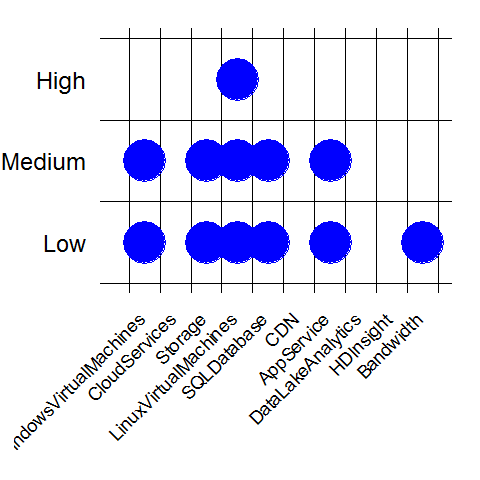 High
Medium
Low
ndowsVirtualMachines
CloudServices
Storage
LinuxVirtualMachines
SQLDatabase
CDN
AppService
DataLakeAnalytics
HDInsight
Bandwidth